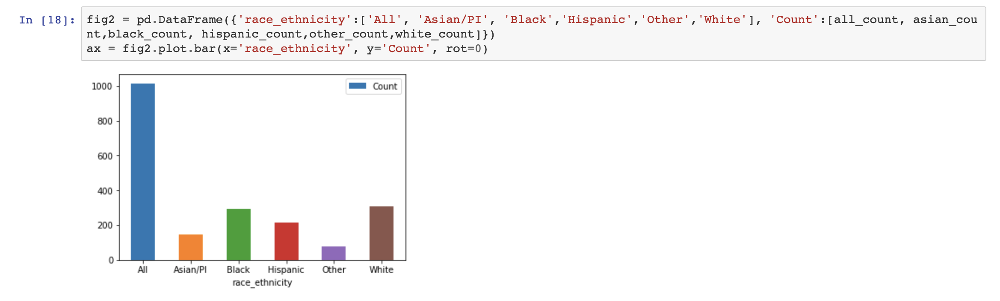 In [18]: fig2 = pd.DataFrame({'race_ethnicity':['All', 'Asian/PI', 'Black','Hispanic','Other','White'], 'Count':[all_count, asian_cou
nt,black_count, hispanic_count,other_count,white_count]})
ax = fig2.plot.bar(x='race_ethnicity', y='Count', rot=0)
Count
1000
800
600
400
200
0
All Asian/PI Black Hispanic Other White
race_ethnicity